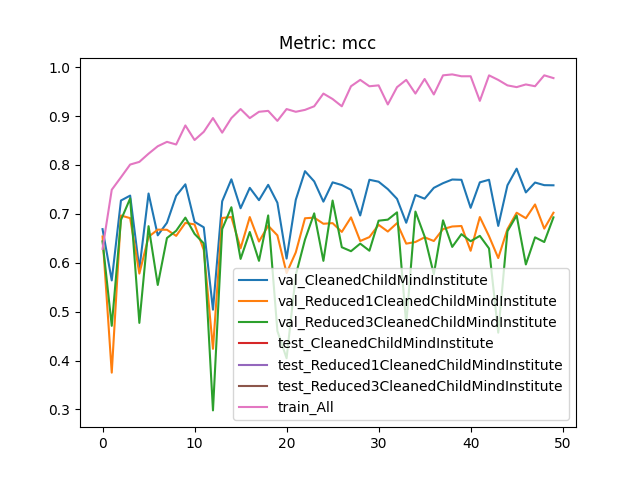 Metric: mcc
1.0
0.9
0.8
0.7
0.6
0.5
0.4
0.3
val_CleanedChildMindInstitute
val_Reduced1CleanedChildMindInstitute
val_Reduced3CleanedChildMindInstitute
test_CleanedChildMindInstitute
test_Reduced1CleanedChildMindInstitute
test_Reduced3CleanedChildMindInstitute
train_All
0 10 20 30 40 50